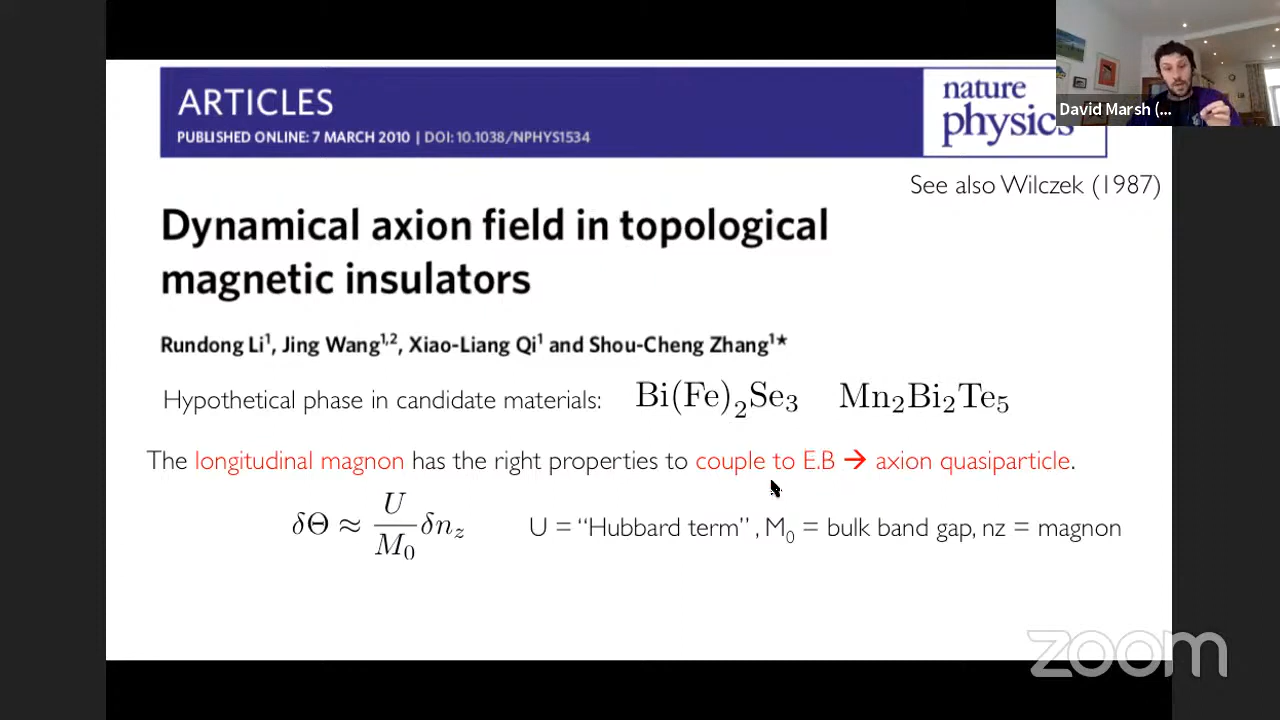 ARTICLES
PUBLISHED ONLINE: 7 MARCH 2010 | DOI: 10.1038/NPHYS1534
nature
physics
David Marsh (...
See also Wilczek (1987)
Dynamical axion field in topological
magnetic insulators
Rundong Li¹, Jing Wang¹,², Xiao-Liang Qi¹ and Shou-Cheng Zhang¹★
Hypothetical phase in candidate materials: Bi(Fe)₂Se₃ Mn₂Bi₂Te₅
The longitudinal magnon has the right properties to couple to E.B → axion quasiparticle.
δΘ ≈ U/M₀ δn_z U = “Hubbard term”, M₀ = bulk band gap, nz = magnon
zoom